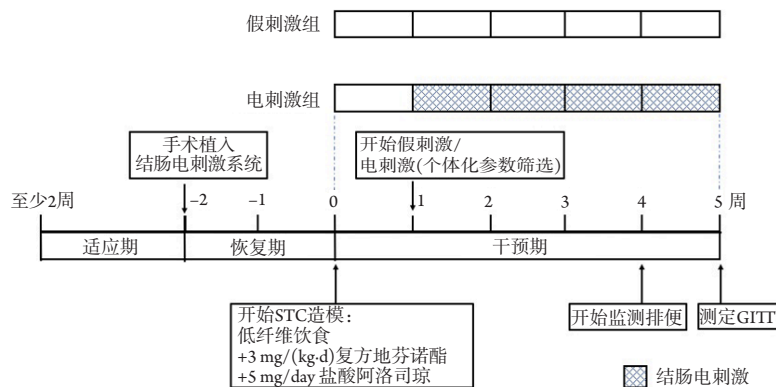 假刺激组
电刺激组
手术植入
结肠电刺激系统
开始假刺激/
电刺激(个体化参数筛选)
至少2周
−2
−1
0
1
2
3
4
5 周
适应期
恢复期
干预期
开始STC造模：
低纤维饮食
+3 mg/(kg·d)复方地芬诺酯
+5 mg/day 盐酸阿洛司琼
开始监测排便
测定GITT
结肠电刺激